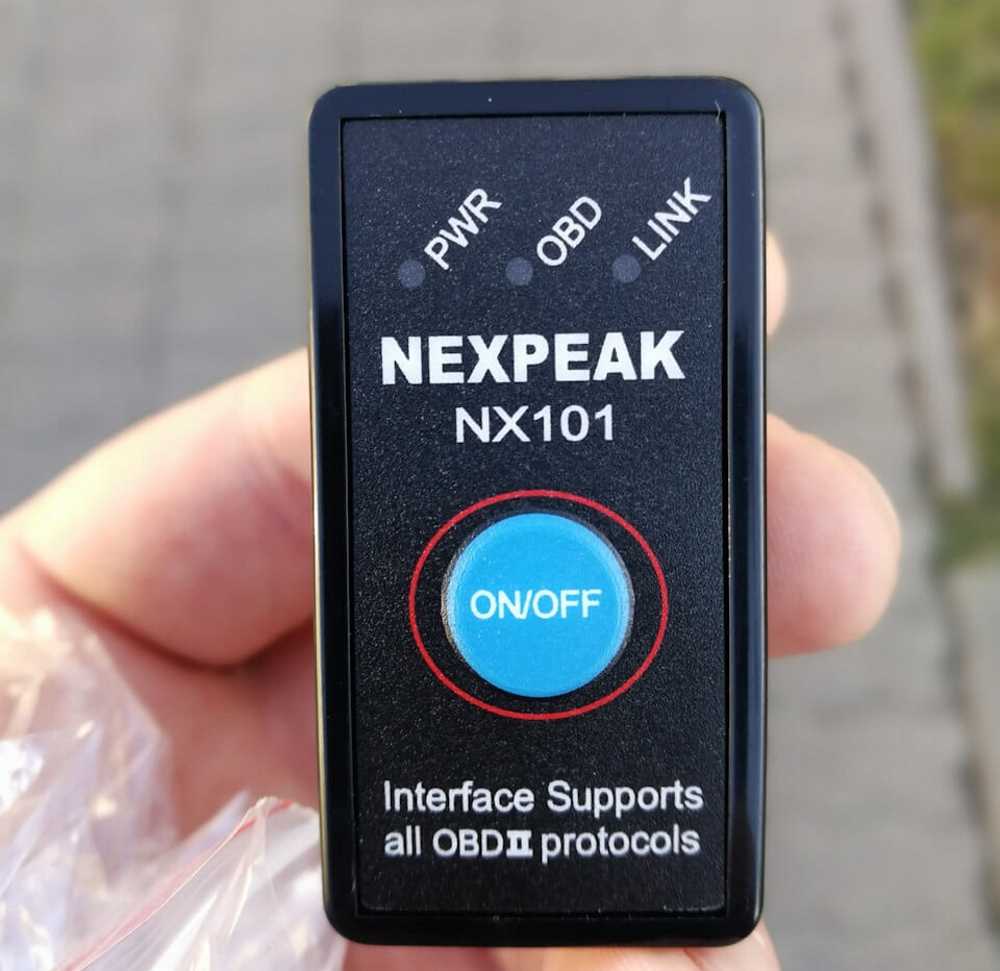 PWR OBD LINK
NEXPEAK
NX101
ON/OFF
Interface Supports
all OBDII protocols